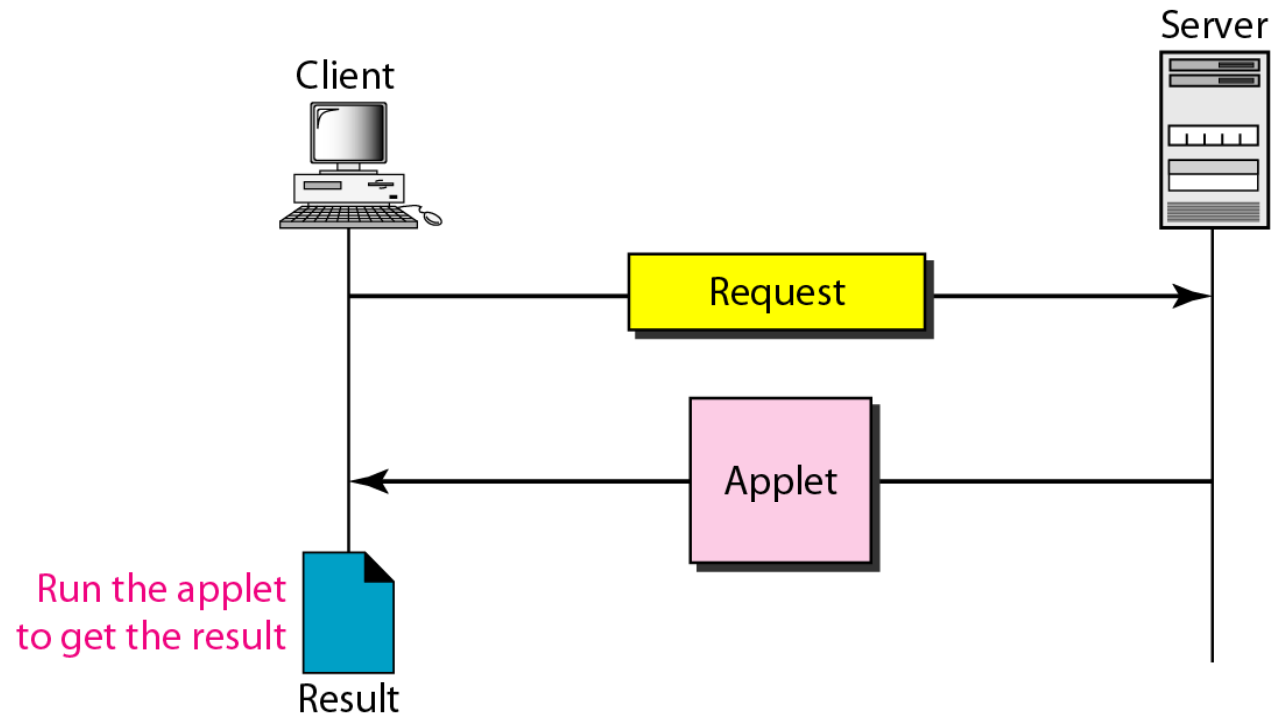 Server
Client
Request
Applet
Run the applet
to get the result
Result